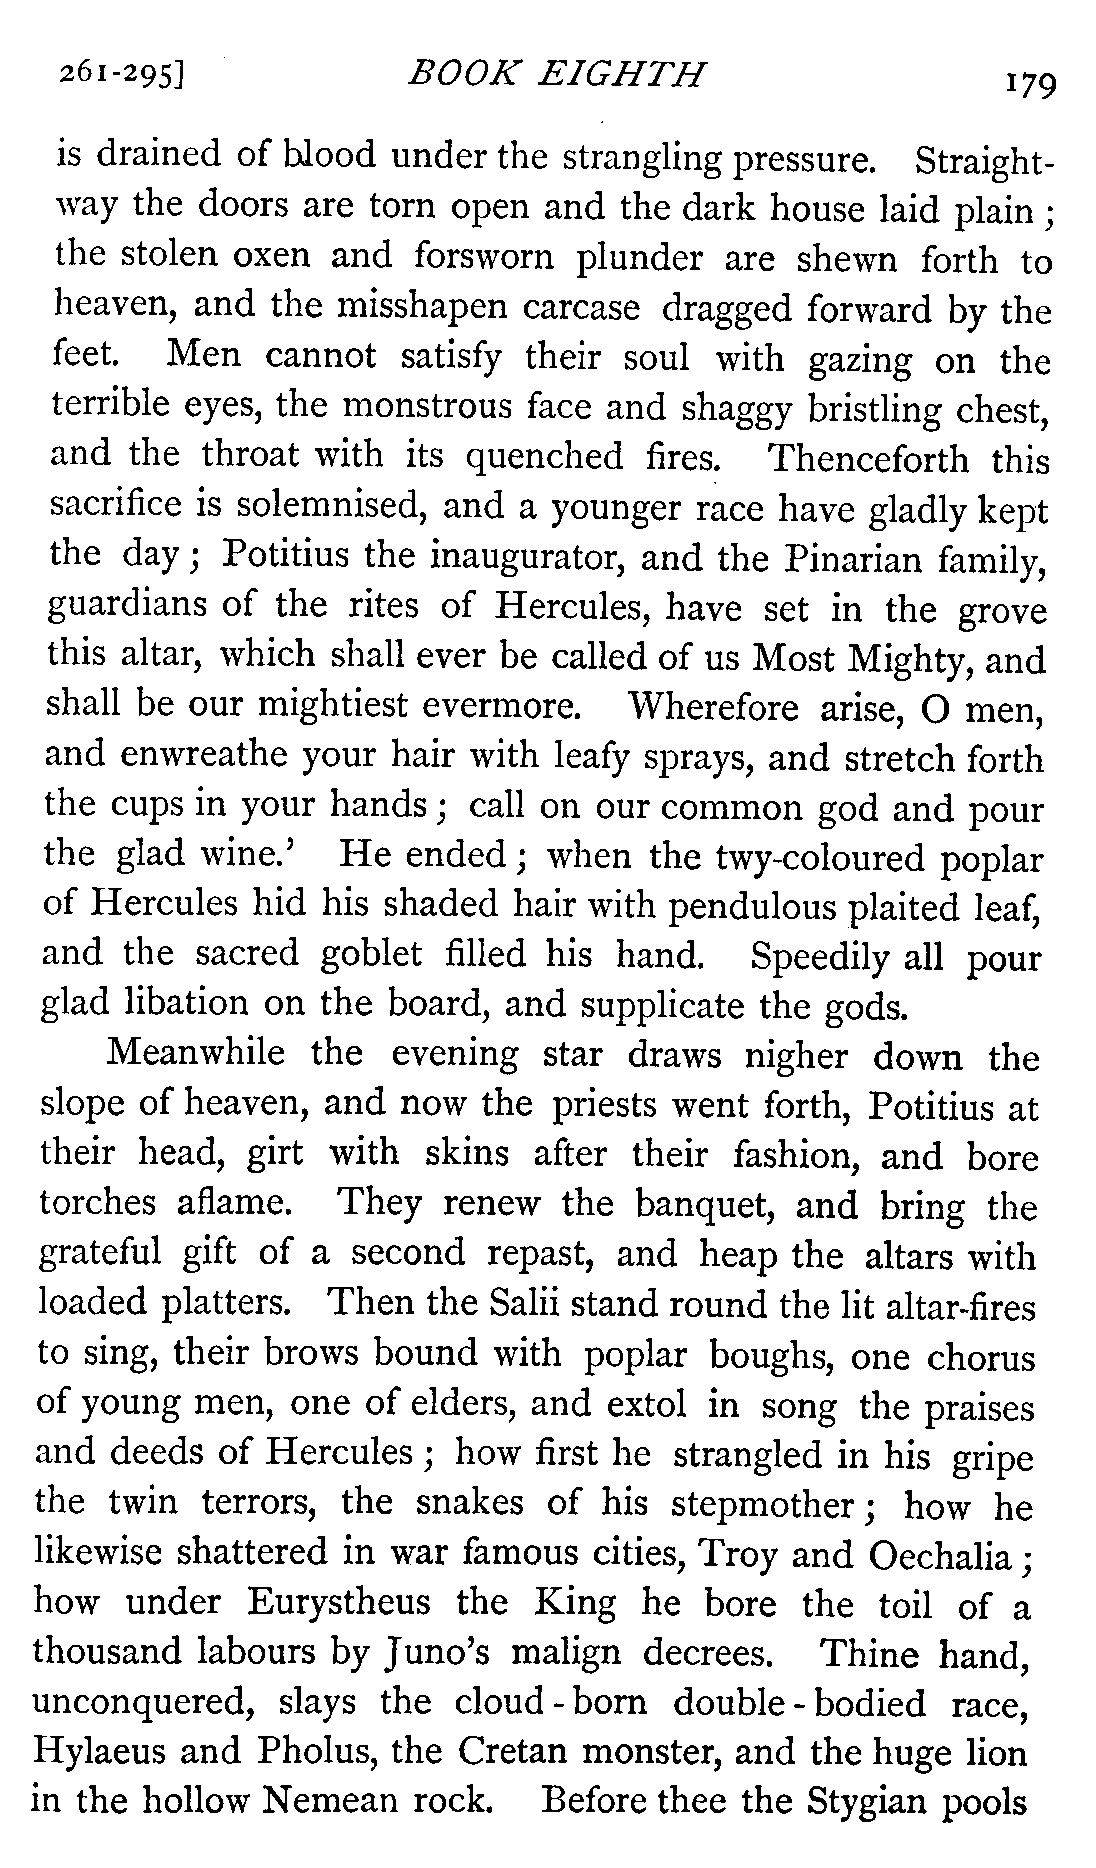 261-295] BOOK EIGHTH 179
is drained of blood under the strangling pressure. Straight-
way the doors are torn open and the dark house laid plain ;
the stolen oxen and forsworn plunder are shewn forth to
heaven, and the misshapen carcase dragged forward by the
feet. Men cannot satisfy their soul with gazing on the
terrible eyes, the monstrous face and shaggy bristling chest,
and the throat with its quenched fires. Thenceforth this
sacrifice is solemnised, and a younger race have gladly kept
the day ; Potitius the inaugurator, and the Pinarian family,
guardians of the rites of Hercules, have set in the grove
this altar, which shall ever be called of us Most Mighty, and
shall be our mightiest evermore. Wherefore arise, O men,
and enwreathe your hair with leafy sprays, and stretch forth
the cups in your hands ; call on our common god and pour
the glad wine.’ He ended ; when the twy-coloured poplar
of Hercules hid his shaded hair with pendulous plaited leaf,
and the sacred goblet filled his hand. Speedily all pour
glad libation on the board, and supplicate the gods.
Meanwhile the evening star draws nigher down the
slope of heaven, and now the priests went forth, Potitius at
their head, girt with skins after their fashion, and bore
torches aflame. They renew the banquet, and bring the
grateful gift of a second repast, and heap the altars with
loaded platters. Then the Salii stand round the lit altar-fires
to sing, their brows bound with poplar boughs, one chorus
of young men, one of elders, and extol in song the praises
and deeds of Hercules ; how first he strangled in his gripe
the twin terrors, the snakes of his stepmother ; how he
likewise shattered in war famous cities, Troy and Oechalia ;
how under Eurystheus the King he bore the toil of a
thousand labours by Juno’s malign decrees. Thine hand,
unconquered, slays the cloud - born double - bodied race,
Hylaeus and Pholus, the Cretan monster, and the huge lion
in the hollow Nemean rock. Before thee the Stygian pools